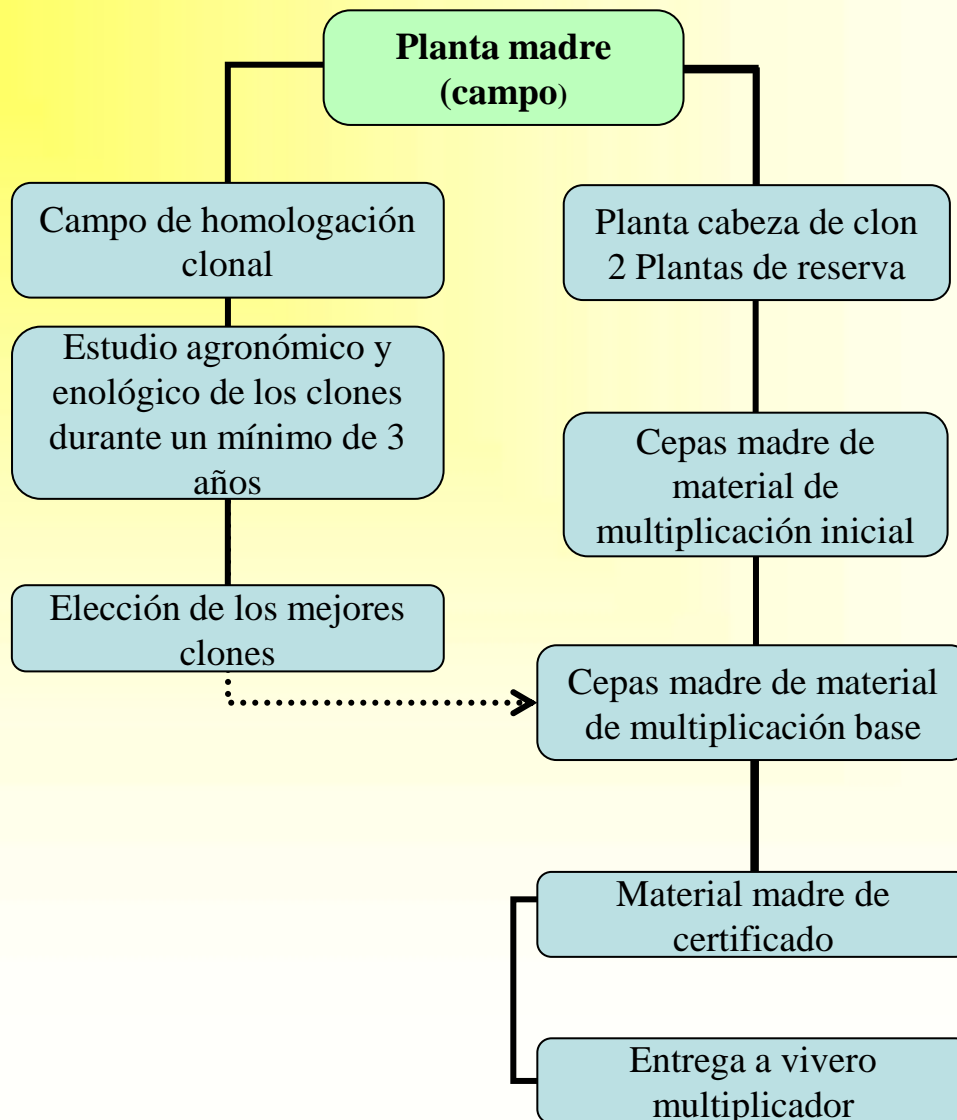 Planta madre
(campo)
Campo de homologación
clonal
Planta cabeza de clon
2 Plantas de reserva
Estudio agronómico y
enológico de los clones
durante un mínimo de 3
años
Cepas madre de
material de
multiplicación inicial
Elección de los mejores
clones
Cepas madre de material
de multiplicación base
Material madre de
certificado
Entrega a vivero
multiplicador